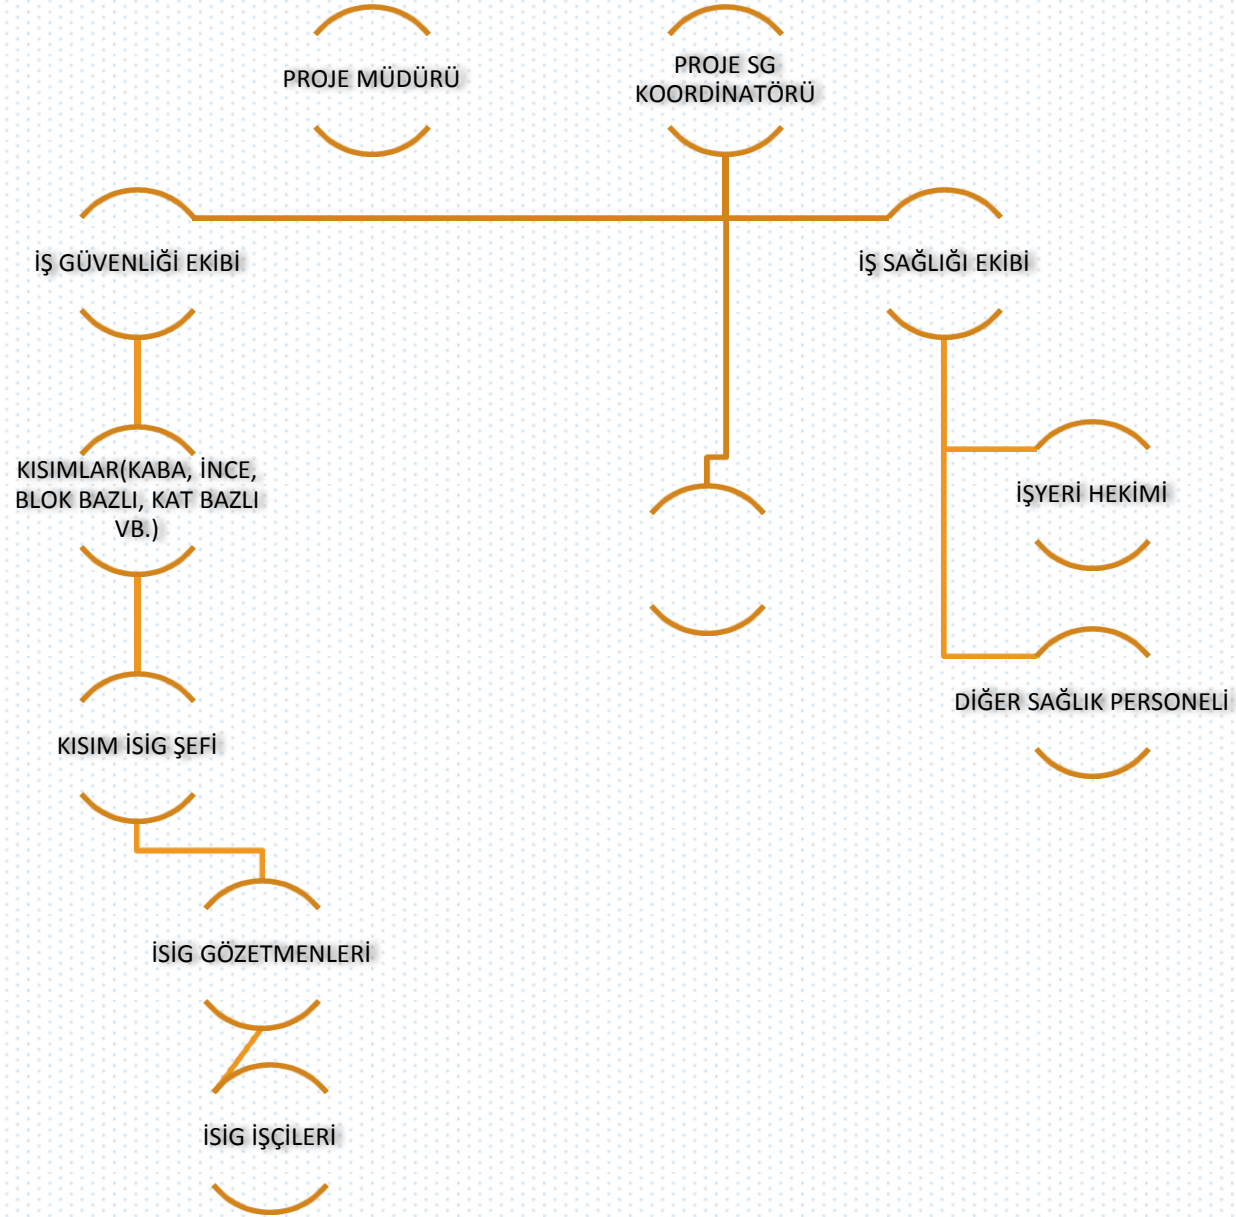 PROJE MÜDÜRÜ
PROJE SG
KOORDİNATÖRÜ
İŞ GÜVENLİĞİ EKİBİ
İŞ SAĞLIĞI EKİBİ
KISIMLAR(KABA, İNCE,
BLOK BAZLI, KAT BAZLI
VB.)
İŞYERİ HEKİMİ
DİĞER SAĞLIK PERSONELİ
KISIM İSİG ŞEFİ
İSİG GÖZETMENLERİ
İSİG İŞÇİLERİ